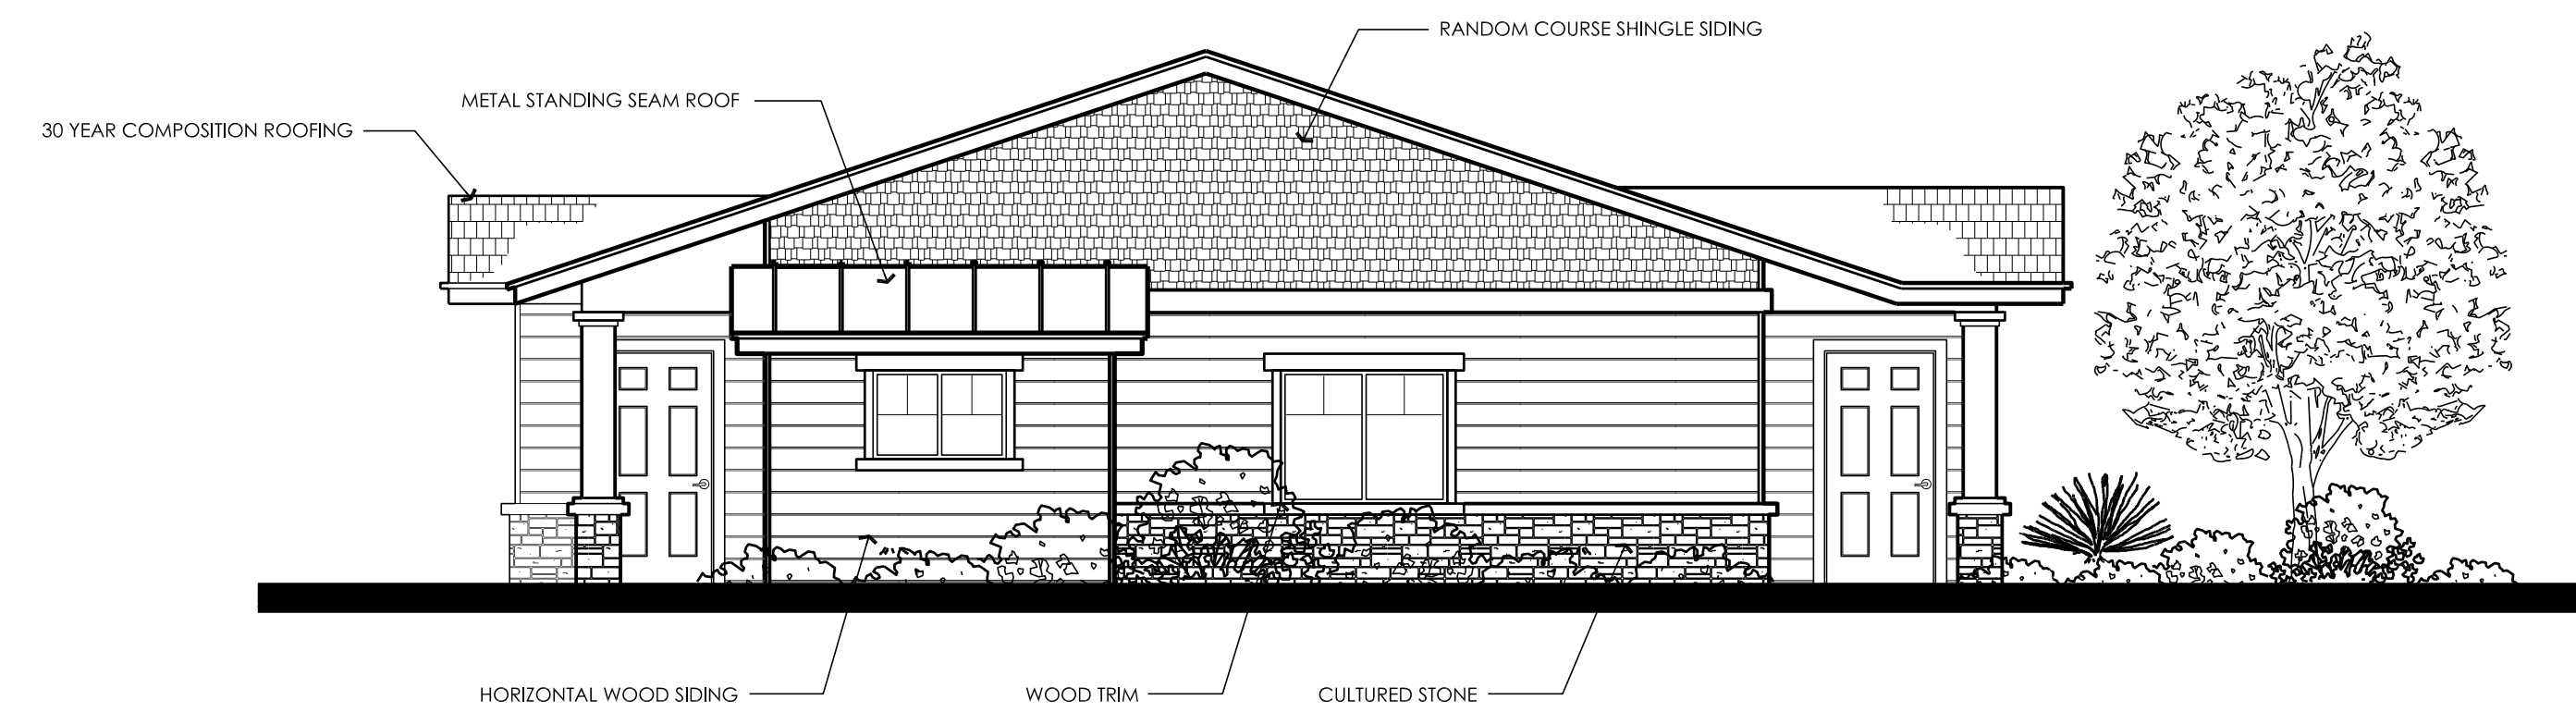 RANDOM COURSE SHINGLE SIDING
METAL STANDING SEAM ROOF
30 YEAR COMPOSITION ROOFING
HORIZONTAL WOOD SIDING
WOOD TRIM
CULTURED STONE